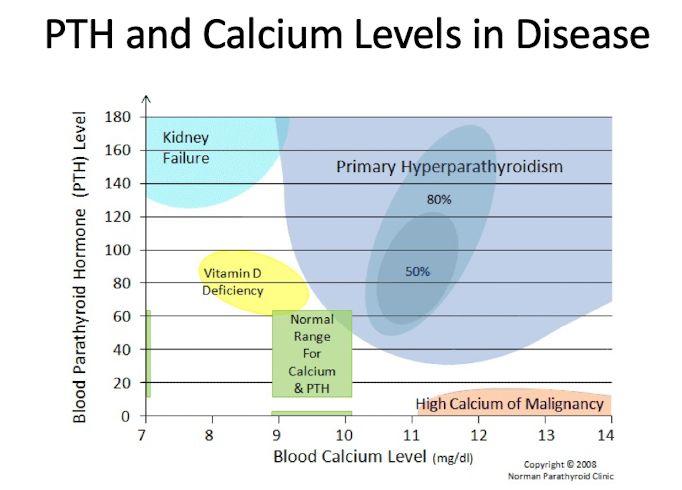 PTH and Calcium Levels in Disease
Blood Parathyroid Hormone (PTH) Level
180
160
140
120
100
80
60
40
20
0
Kidney
Failure
Primary Hyperparathyroidism
80%
50%
Vitamin D
Deficiency
Normal
Range
For
Calcium
& PTH
High Calcium of Malignancy
7 8 9 10 11 12 13 14
Blood Calcium Level (mg/dl)
Copyright © 2008
Norman Parathyroid Clinic